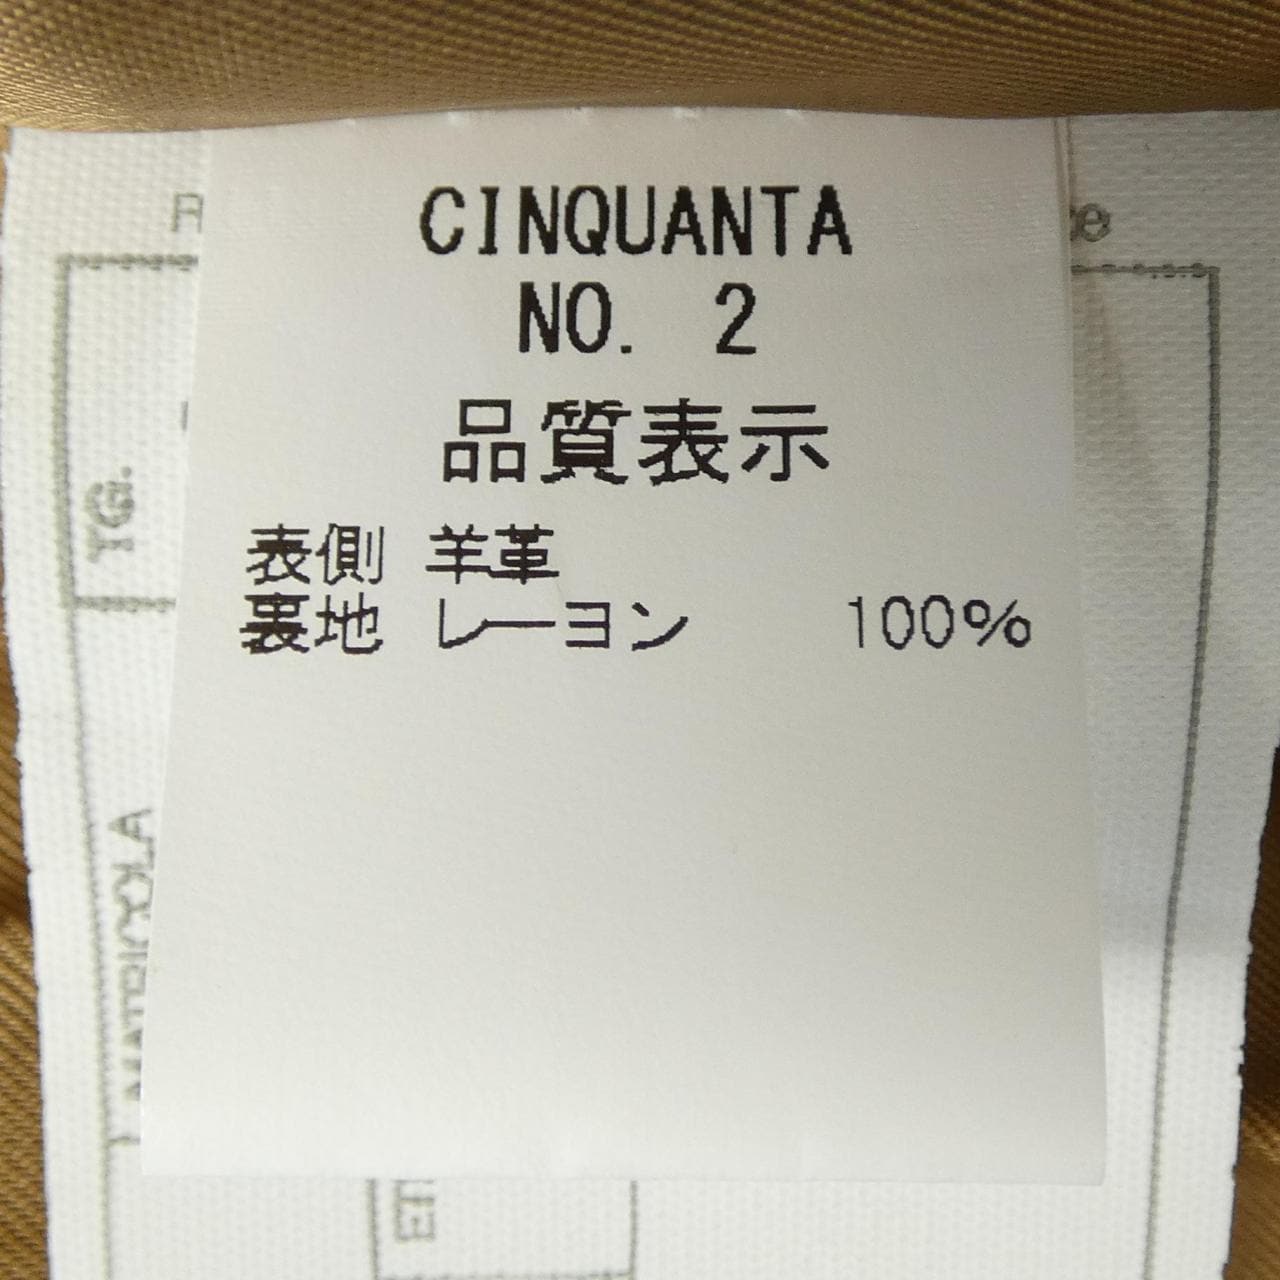 CINQUANTA
NO. 2
品質表示
表側 羊革
裏地 レーヨン 100%
TG.
MATRICOLA